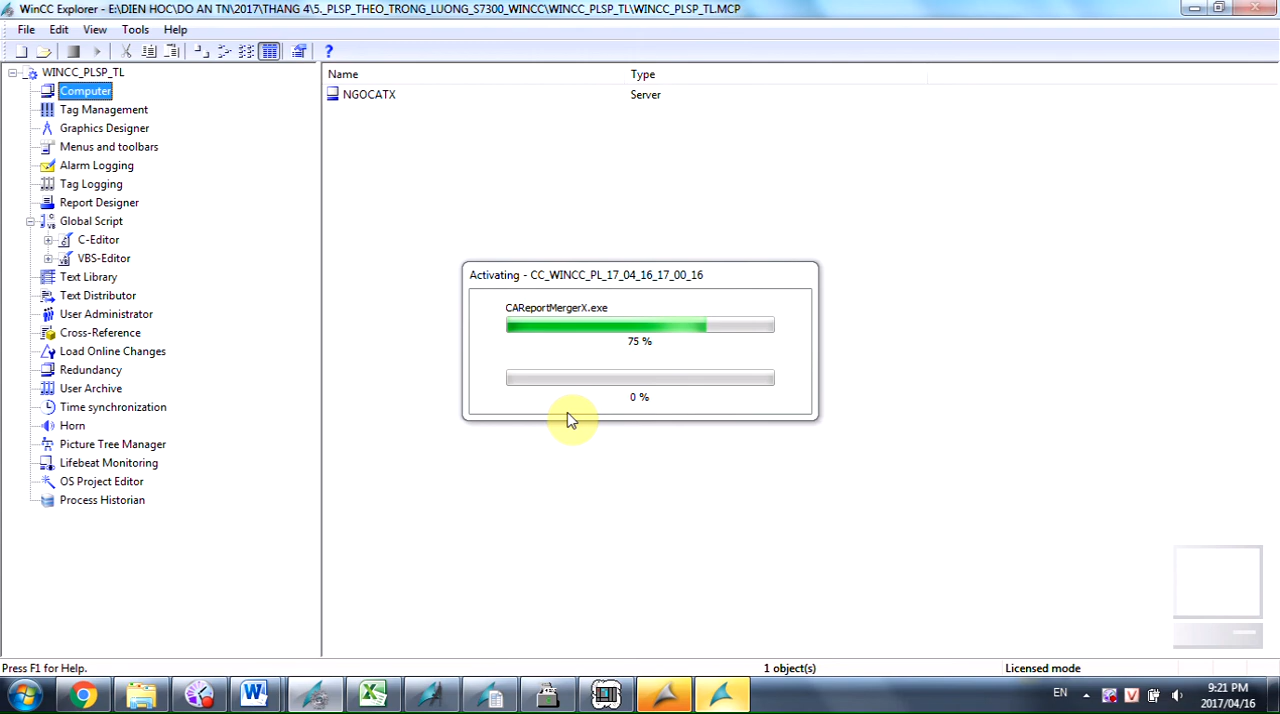 WinCC Explorer - E:\DIEN HOC\DO AN TN\2017\THANG 4\5._PLSP_THEO_TRONG_LUONG_S7300_WINCC\WINCC_PLSP_TL\WINCC_PLSP_TL.MCP
File Edit View Tools Help
WINCC_PLSP_TL
Computer
Tag Management
Graphics Designer
Menus and toolbars
Alarm Logging
Tag Logging
Report Designer
Global Script
C-Editor
VBS-Editor
Text Library
Text Distributor
User Administrator
Cross-Reference
Load Online Changes
Redundancy
User Archive
Time synchronization
Horn
Picture Tree Manager
Lifebeat Monitoring
OS Project Editor
Process Historian
Name Type
NGOCATX Server
Activating - CC_WINCC_PL_17_04_16_17_00_16
CAReportMergerX.exe
75 %
0 %
Press F1 for Help. 1 object(s) Licensed mode
EN
9:21 PM
2017/04/16